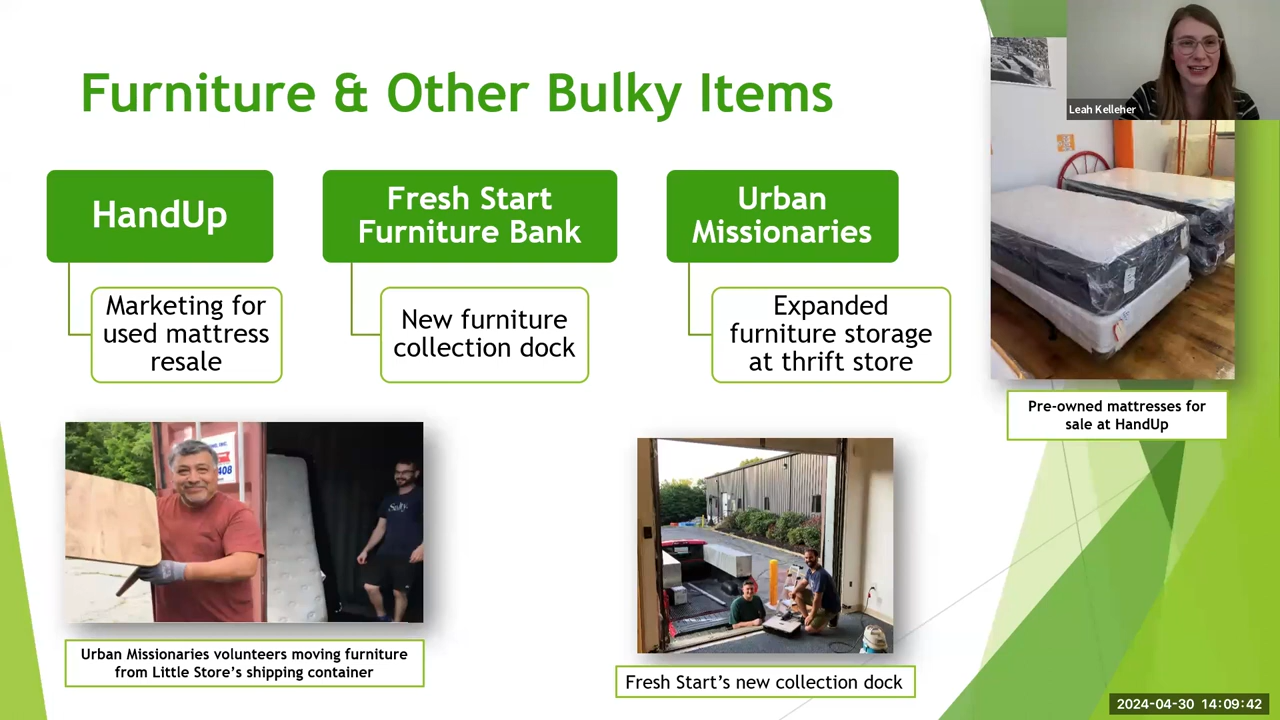 Furniture & Other Bulky Items
Leah Kelleher
HandUp
Fresh Start
Furniture Bank
Urban
Missionaries
Marketing for
used mattress
resale
New furniture
collection dock
Expanded
furniture storage
at thrift store
Pre-owned mattresses for
sale at HandUp
408
Urban Missionaries volunteers moving furniture
from Little Store's shipping container
Fresh Start's new collection dock
2024-04-30 14:09:42